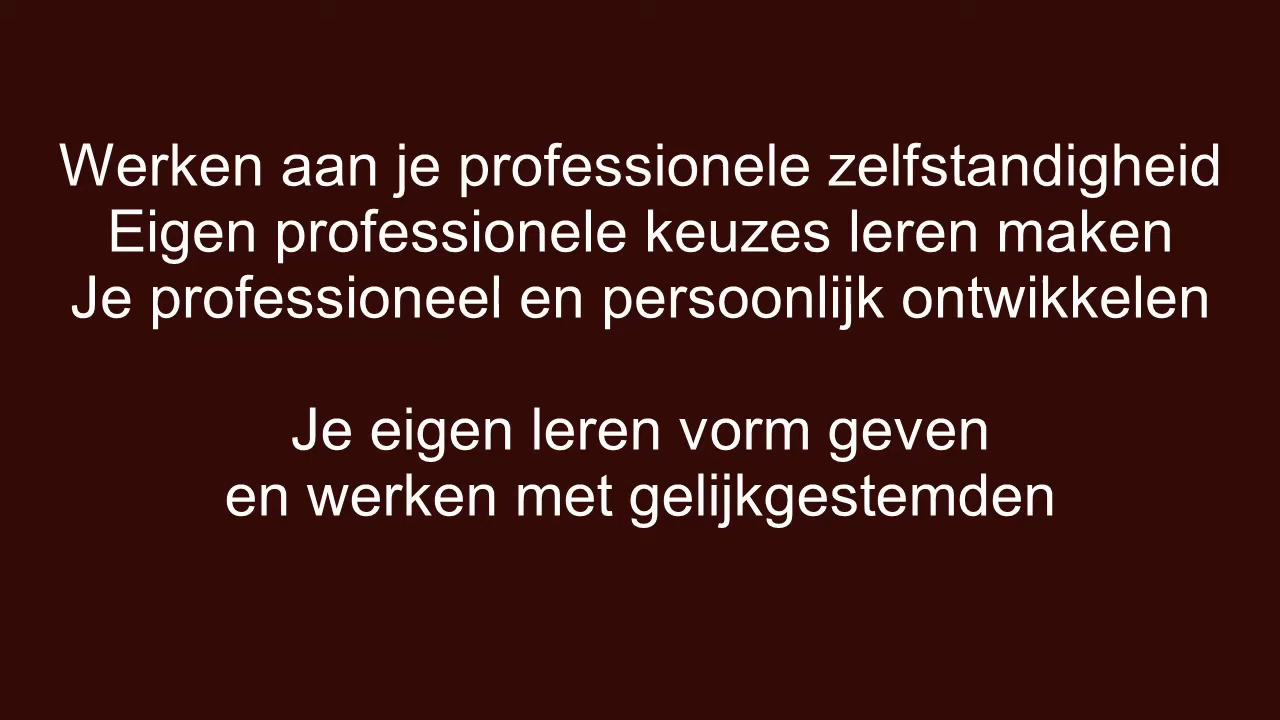 Werken aan je professionele zelfstandigheid
Eigen professionele keuzes leren maken
Je professioneel en persoonlijk ontwikkelen
Je eigen leren vorm geven
en werken met gelijkgestemden